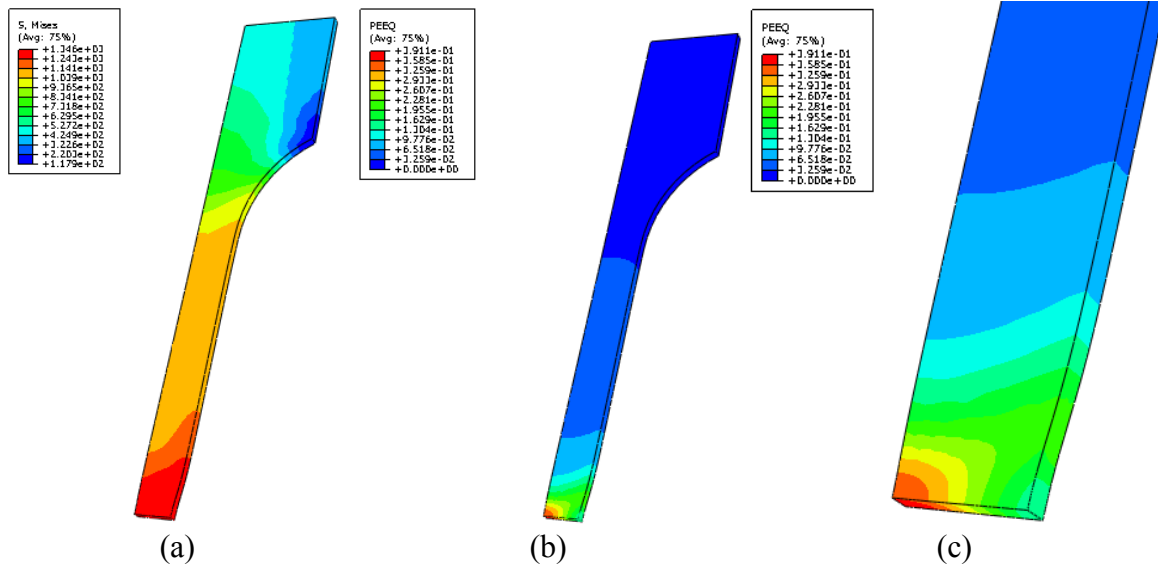 S, Mises
(Avg: 75%)
+1.346e+03
+1.243e+03
+1.141e+03
+1.039e+03
+9.365e+02
+8.341e+02
+7.318e+02
+6.295e+02
+5.272e+02
+4.249e+02
+3.226e+02
+2.203e+02
+1.179e+02
PEEQ
(Avg: 75%)
+3.911e-01
+3.585e-01
+3.259e-01
+2.933e-01
+2.607e-01
+2.281e-01
+1.955e-01
+1.629e-01
+1.304e-01
+9.776e-02
+6.518e-02
+3.259e-02
+0.000e+00
PEEQ
(Avg: 75%)
+3.911e-01
+3.585e-01
+3.259e-01
+2.933e-01
+2.607e-01
+2.281e-01
+1.955e-01
+1.629e-01
+1.304e-01
+9.776e-02
+6.518e-02
+3.259e-02
+0.000e+00
(a)
(b)
(c)